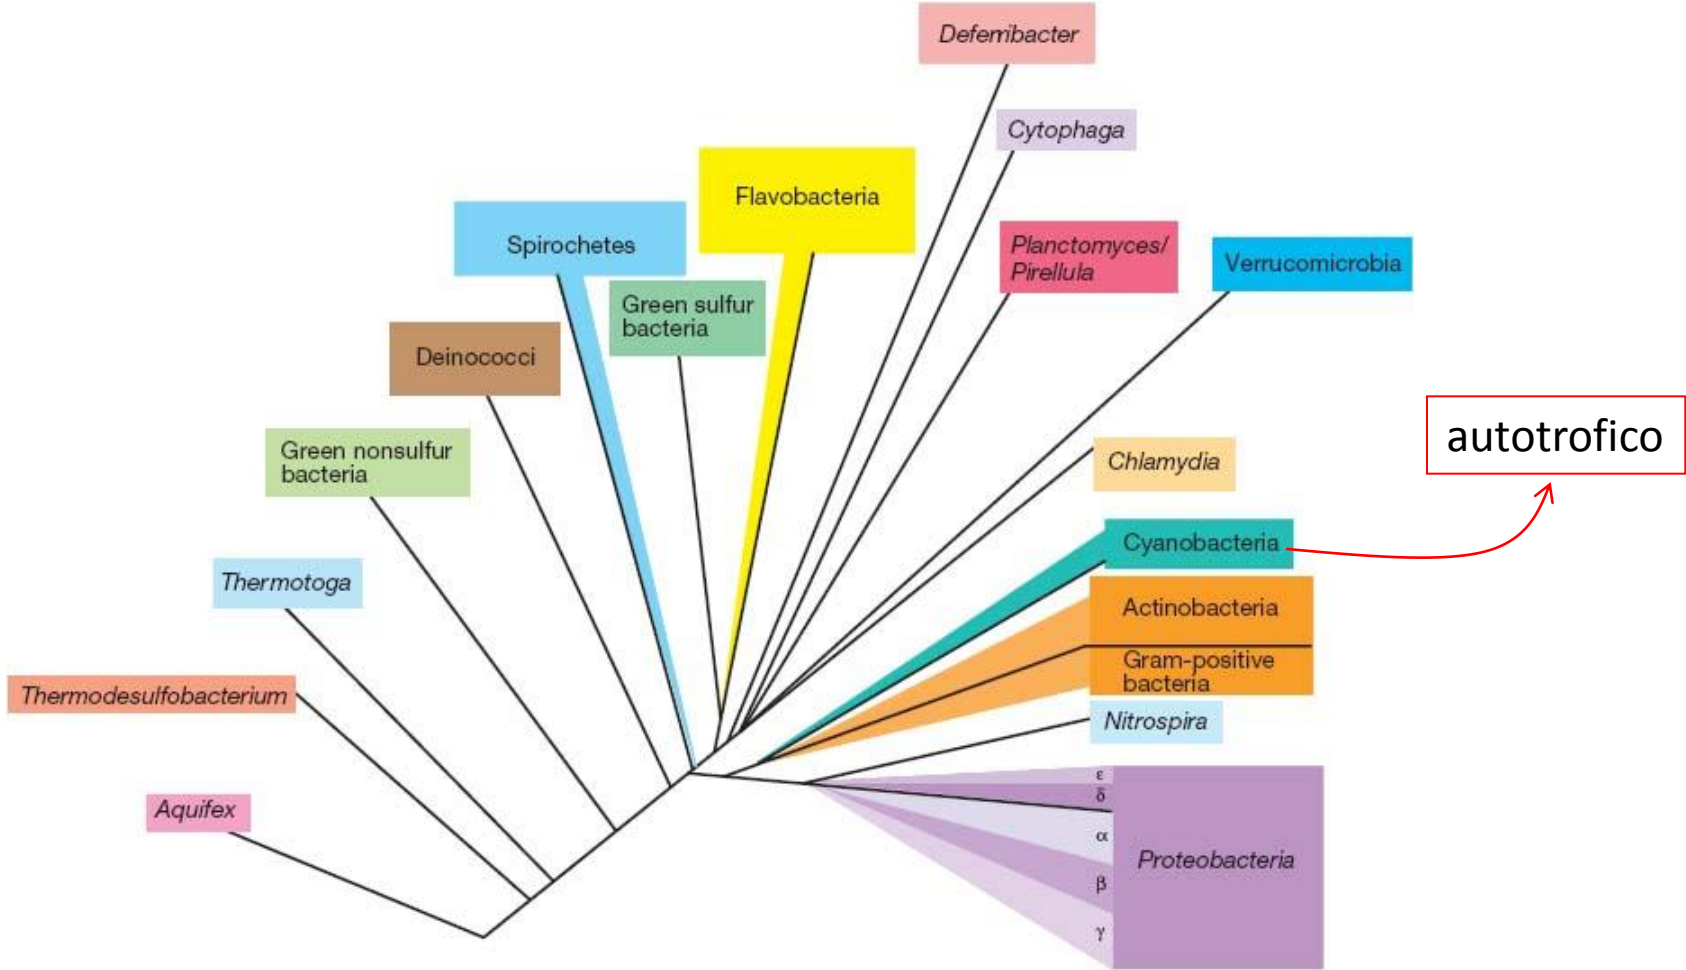 Deferribacter
Cytophaga
Flavobacteria
Spirochetes
Planctomyces/
Pirellula
Verrucomicrobia
Green sulfur
bacteria
Deinococci
autotrofico
Green nonsulfur
bacteria
Chlamydia
Cyanobacteria
Thermotoga
Actinobacteria
Gram-positive
bacteria
Thermodesulfobacterium
Nitrospira
ε
δ
Aquifex
α
Proteobacteria
β
γ